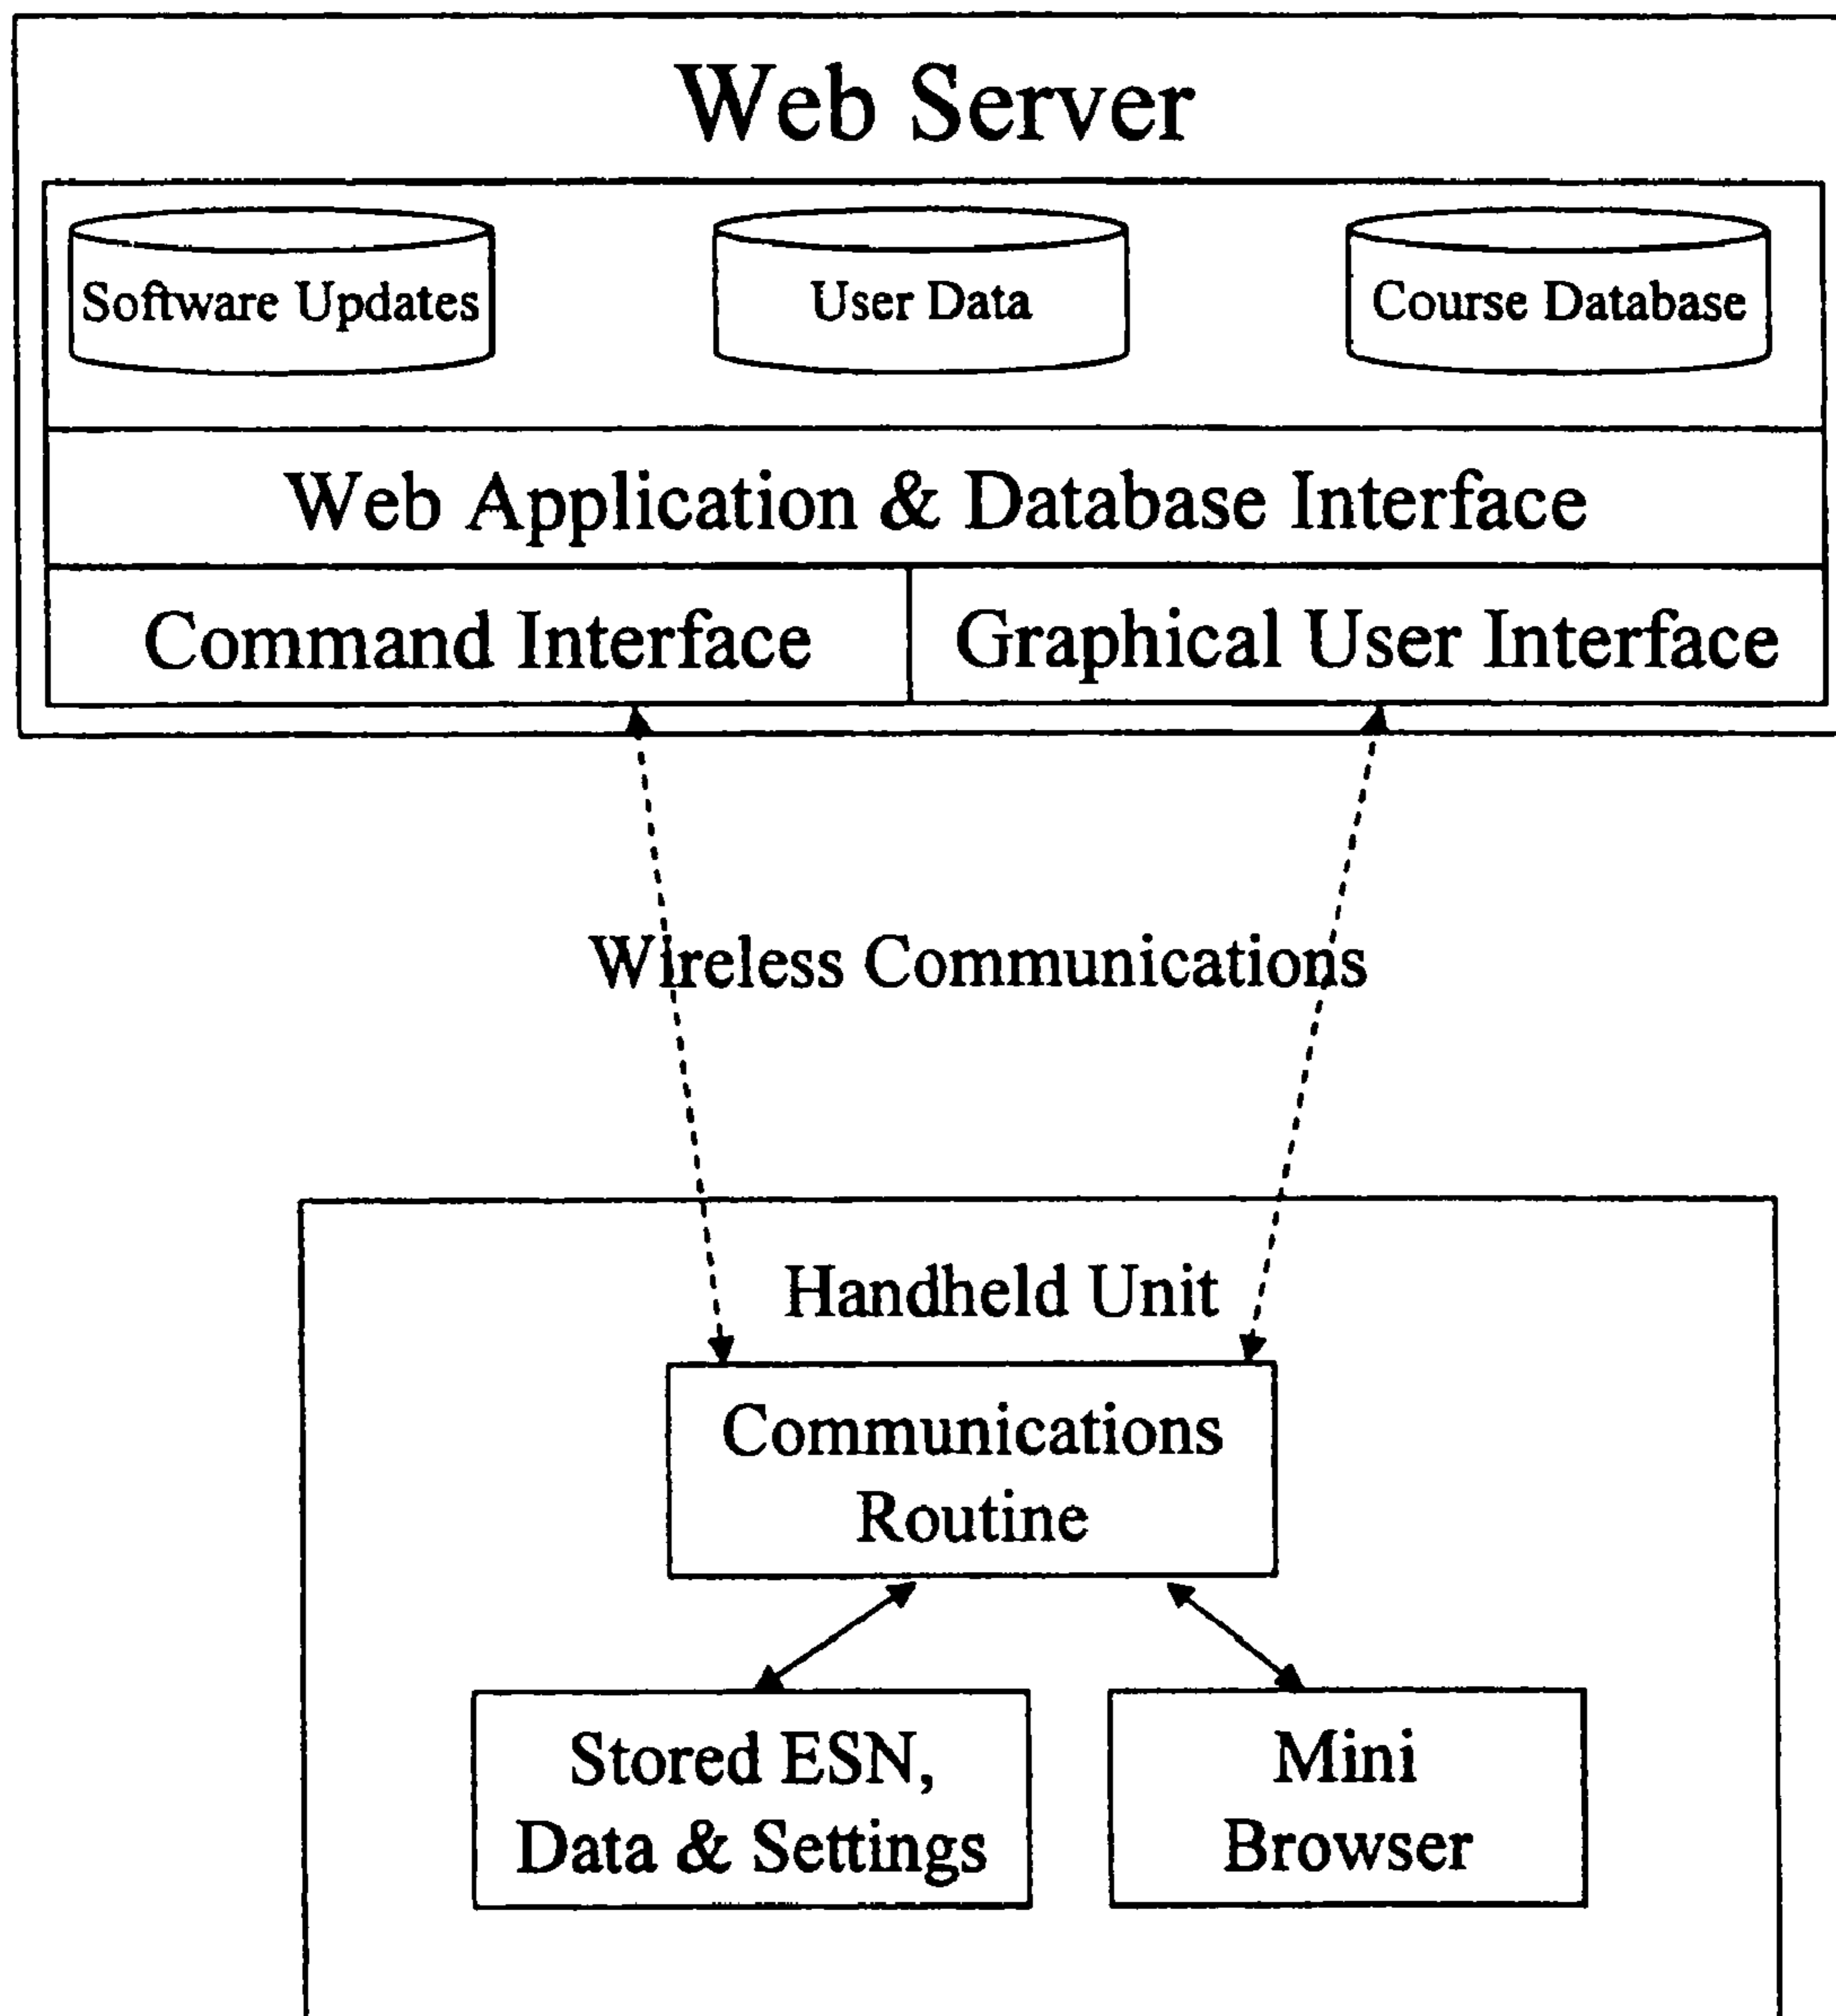 Web Server
Software Updates
User Data
Course Database
Web Application & Database Interface
Command Interface
Graphical User Interface
Wireless Communications
Handheld Unit
Communications
Routine
Stored ESN,
Data & Settings
Mini
Browser